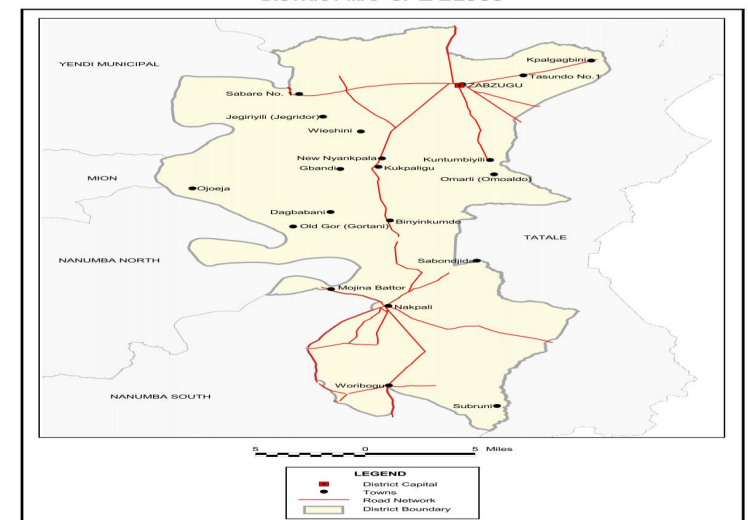 YENDI MUNICIPAL
Kpalgagbini
Tasundo No.1
ZABZUGU
Sabare No. 1
Jegiriyili (Jegridor)
Wieshini
New Nyankpala
Kuntumbiyili
Gbandi
Kukpaligu
MION
Omarli (Omoaldo)
Ojoeja
Dagbabani
Binyinkumdo
Old Gor (Gortani)
TATALE
NANUMBA NORTH
Sabondjida
Mojina Battor
Nakpali
Woribogu
NANUMBA SOUTH
Subruni
5 0 5 Miles
LEGEND
District Capital
Towns
Road Network
District Boundary